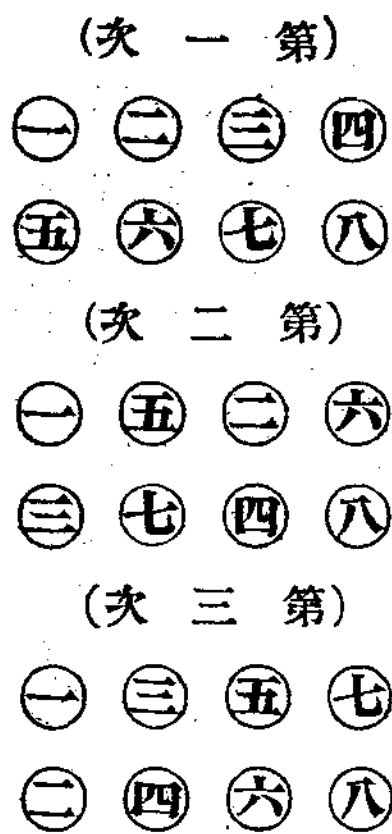 (第一次)
㊀ ㊁ ㊂ ㊃
㊄ ㊅ ㊆ ㊇
(第二次)
㊀ ㊄ ㊁ ㊅
㊂ ㊆ ㊃ ㊇
(第三次)
㊀ ㊂ ㊄ ㊆
㊁ ㊃ ㊅ ㊇